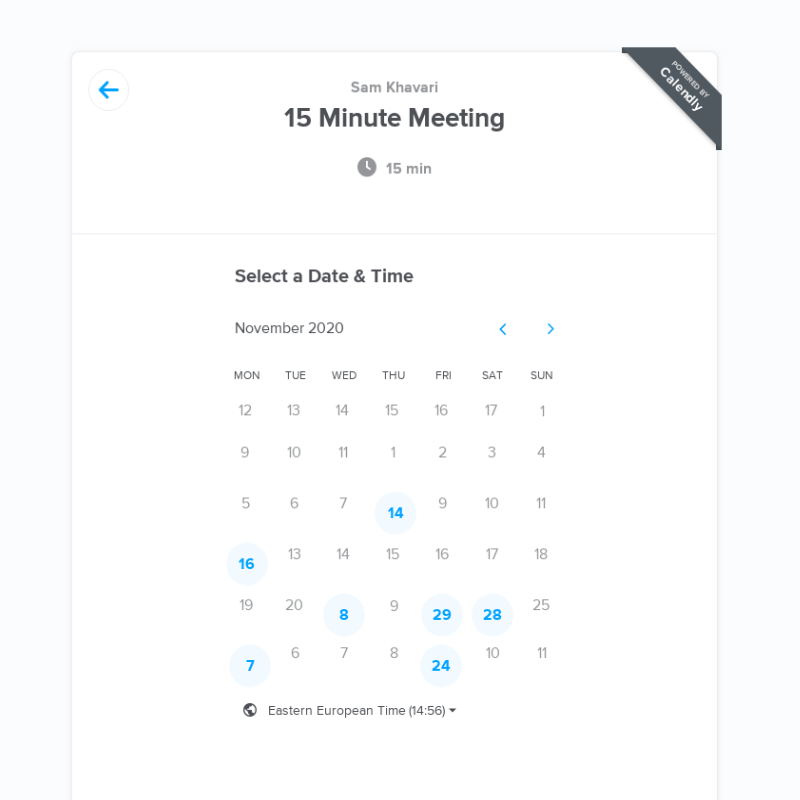 POWERED BY
Calendly
Sam Khavari
15 Minute Meeting
15 min
Select a Date & Time
November 2020
MON TUE WED THU FRI SAT SUN
12 13 14 15 16 17 1
9 10 11 1 2 3 4
5 6 7 14 9 10 11
16 13 14 15 16 17 18
19 20 8 9 29 28 25
7 6 7 8 24 10 11
Eastern European Time (14:56)